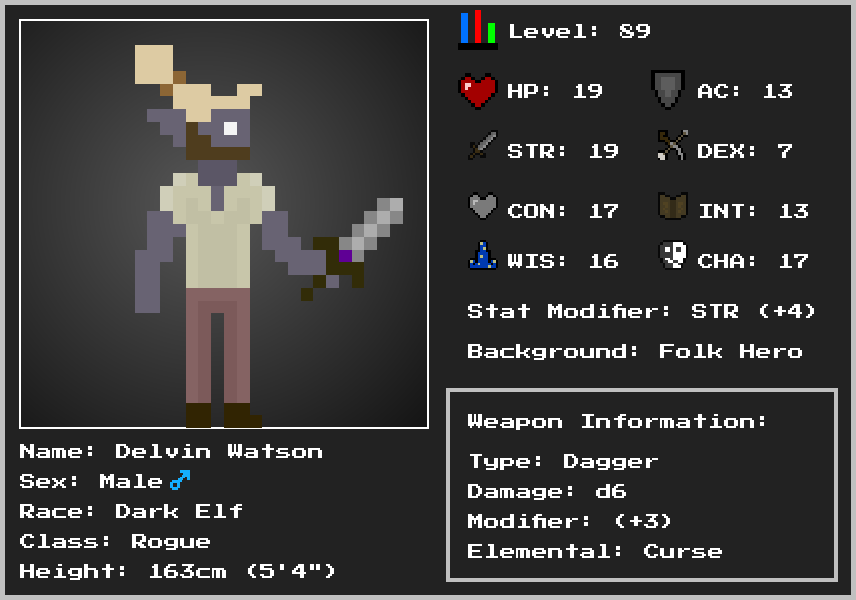 Level: 89
HP: 19 AC: 13
STR: 19 DEX: 7
CON: 17 INT: 13
WIS: 16 CHA: 17
Stat Modifier: STR (+4)
Background: Folk Hero
Weapon Information:
Type: Dagger
Damage: d6
Modifier: (+3)
Elemental: Curse
Name: Delvin Watson
Sex: Male♂
Race: Dark Elf
Class: Rogue
Height: 163cm (5'4")